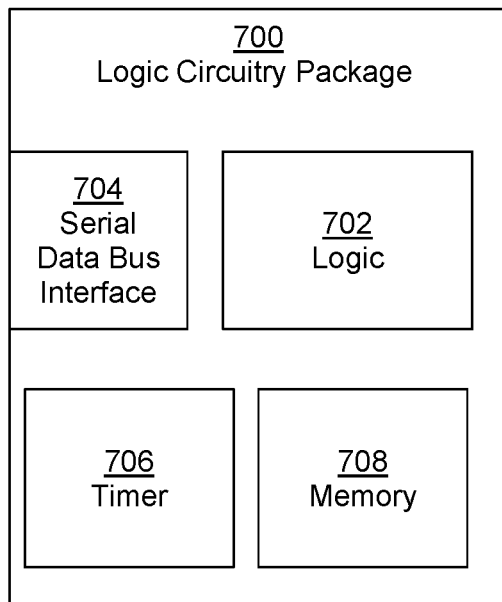 700
Logic Circuitry Package
704
Serial
Data Bus
Interface
702
Logic
706
Timer
708
Memory